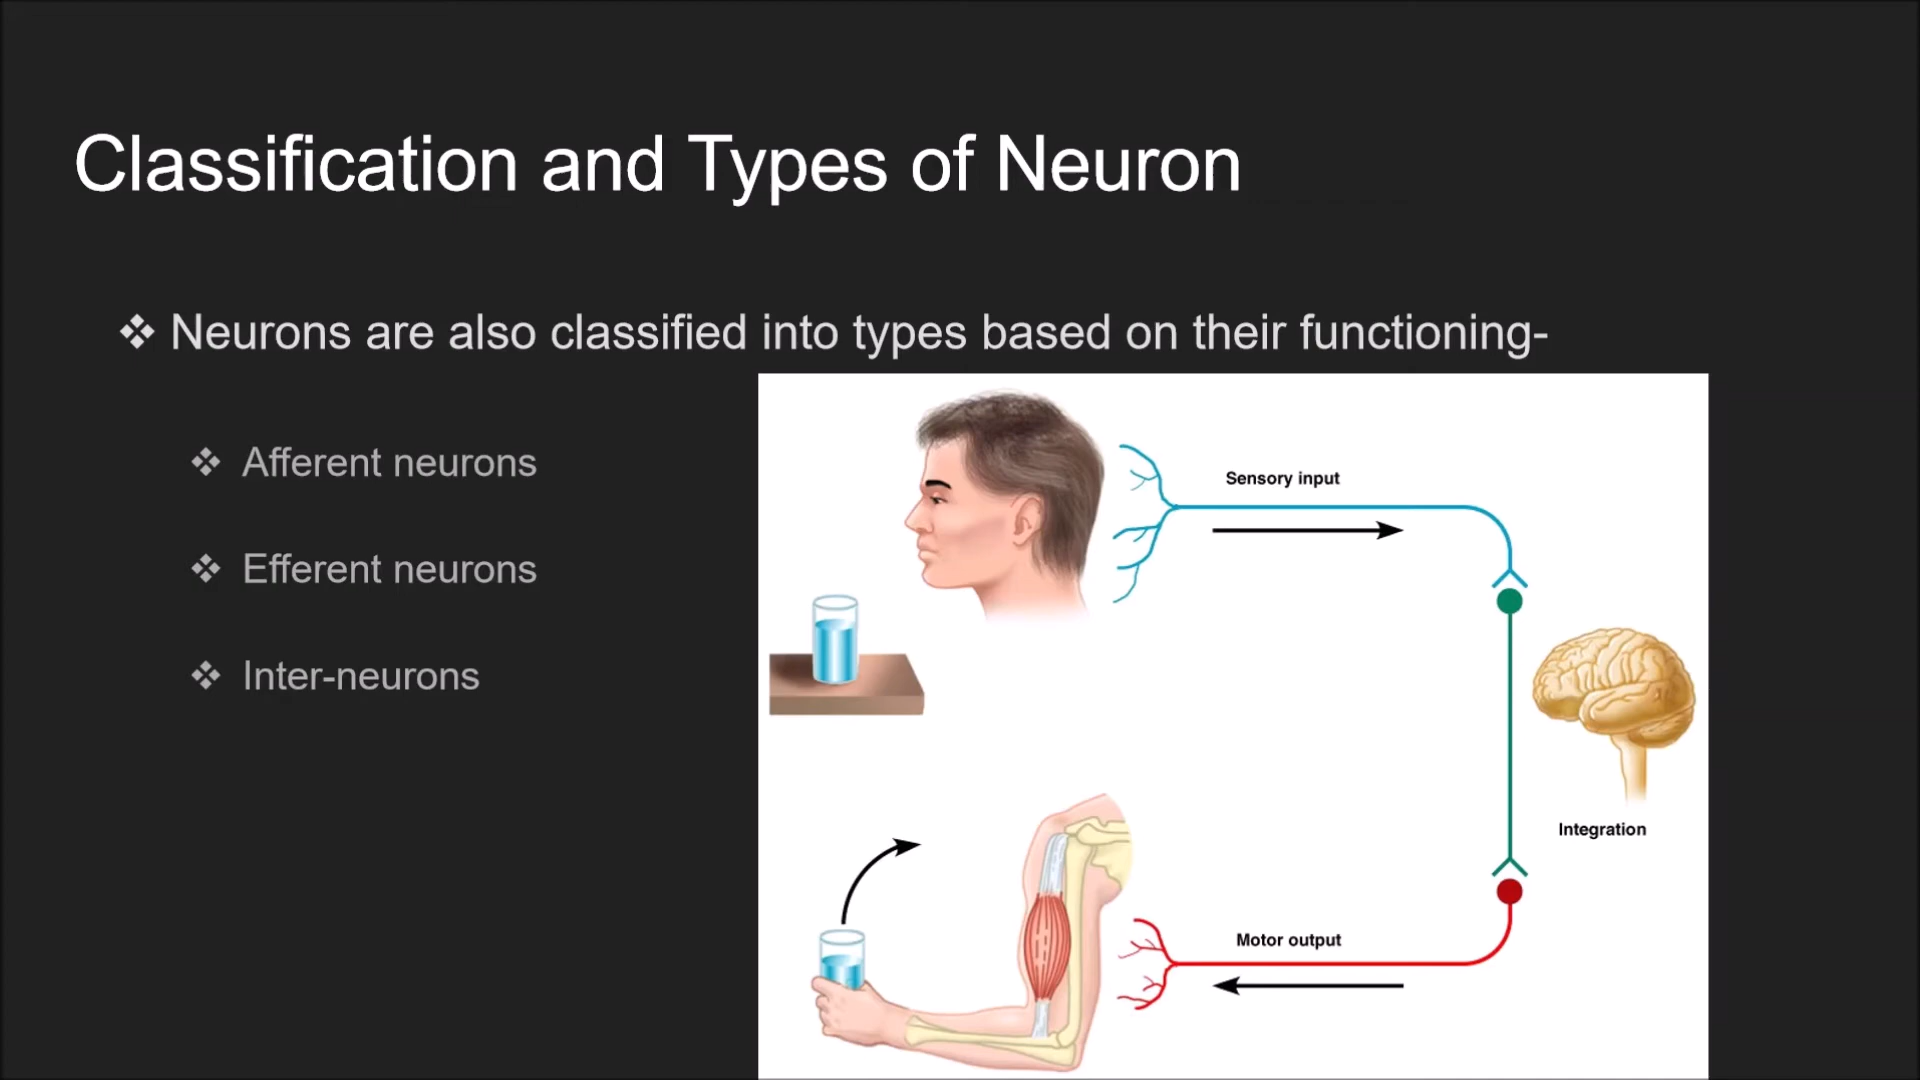 Classification and Types of Neuron
❖ Neurons are also classified into types based on their functioning-
❖ Afferent neurons
❖ Efferent neurons
❖ Inter-neurons
Sensory input
Integration
Motor output